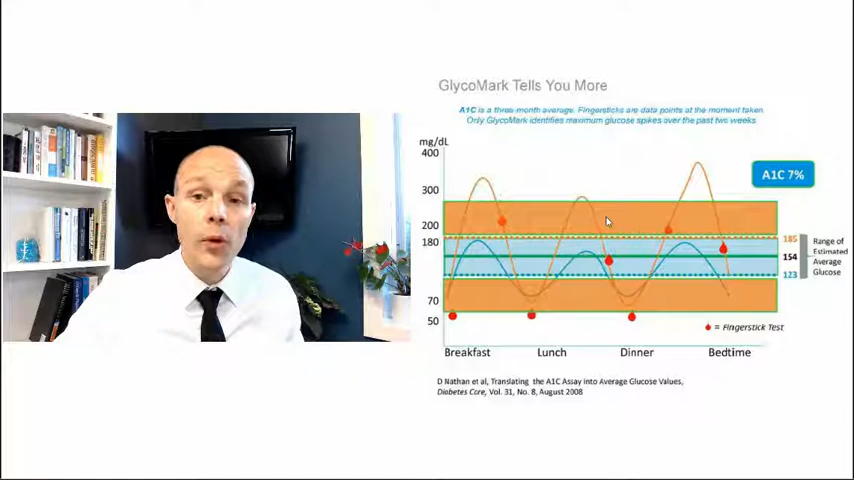 GlycoMark Tells You More
A1C is a three-month average. Fingersticks are data points at the moment taken.
Only GlycoMark identifies maximum glucose spikes over the past two weeks
mg/dL
400
300
200
180
70
50
A1C 7%
185
154
123
Range of
Estimated
Average
Glucose
= Fingerstick Test
Breakfast
Lunch
Dinner
Bedtime
D Nathan et al, Translating the A1C Assay into Average Glucose Values,
Diabetes Care, Vol. 31, No. 8, August 2008